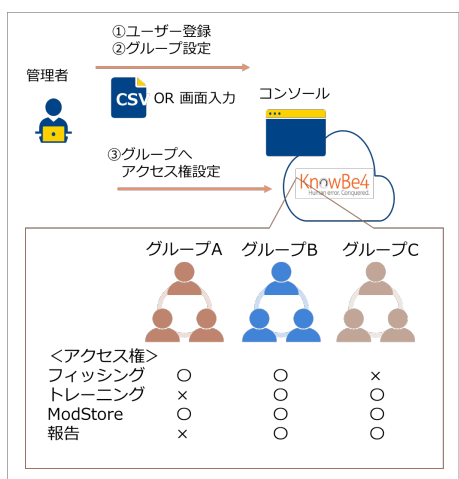 ①ユーザー登録
②グループ設定
管理者
CSV OR 画面入力
コンソール
③グループへ
アクセス権設定
KnowBe4
Human error. Conquered.
グループA グループB グループC
＜アクセス権＞
フィッシング ○ ○ ×
トレーニング × ○ ○
ModStore ○ ○ ○
報告 × ○ ○